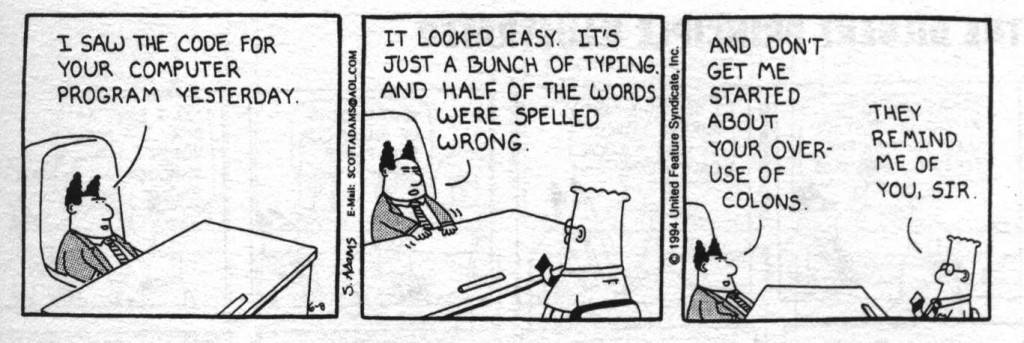 I SAW THE CODE FOR
YOUR COMPUTER
PROGRAM YESTERDAY.
6-8
S. ADAMS E-Mail: SCOTTADAMS@AOL.COM
IT LOOKED EASY. IT'S
JUST A BUNCH OF TYPING.
AND HALF OF THE WORDS
WERE SPELLED
WRONG.
© 1994 United Feature Syndicate, Inc.
AND DON'T
GET ME
STARTED
ABOUT
YOUR OVER-
USE OF
COLONS.
THEY
REMIND
ME OF
YOU, SIR.